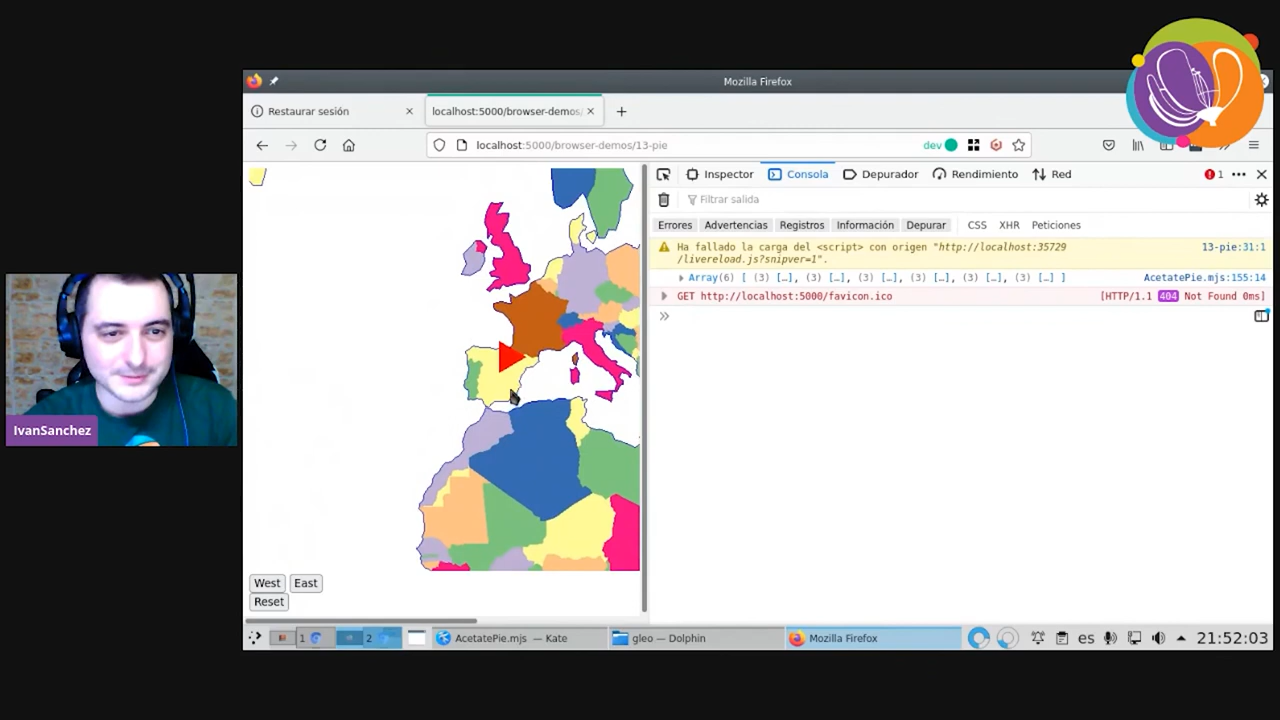 Mozilla Firefox
Restaurar sesión
localhost:5000/browser-demos/
localhost:5000/browser-demos/13-pie
dev
Inspector
Consola
Depurador
Rendimiento
Red
1
Filtrar salida
Errores
Advertencias
Registros
Información
Depurar
CSS
XHR
Peticiones
Ha fallado la carga del <script> con origen "http://localhost:35729
/livereload.js?snipver=1".
13-pie:31:1
Array(6) [ (3) […], (3) […], (3) […], (3) […], (3) […], (3) […] ]
AcetatePie.mjs:155:14
GET http://localhost:5000/favicon.ico
[HTTP/1.1 404 Not Found 0ms]
IvanSanchez
West
East
Reset
1
2
AcetatePie.mjs — Kate
gleo — Dolphin
Mozilla Firefox
es
21:52:03